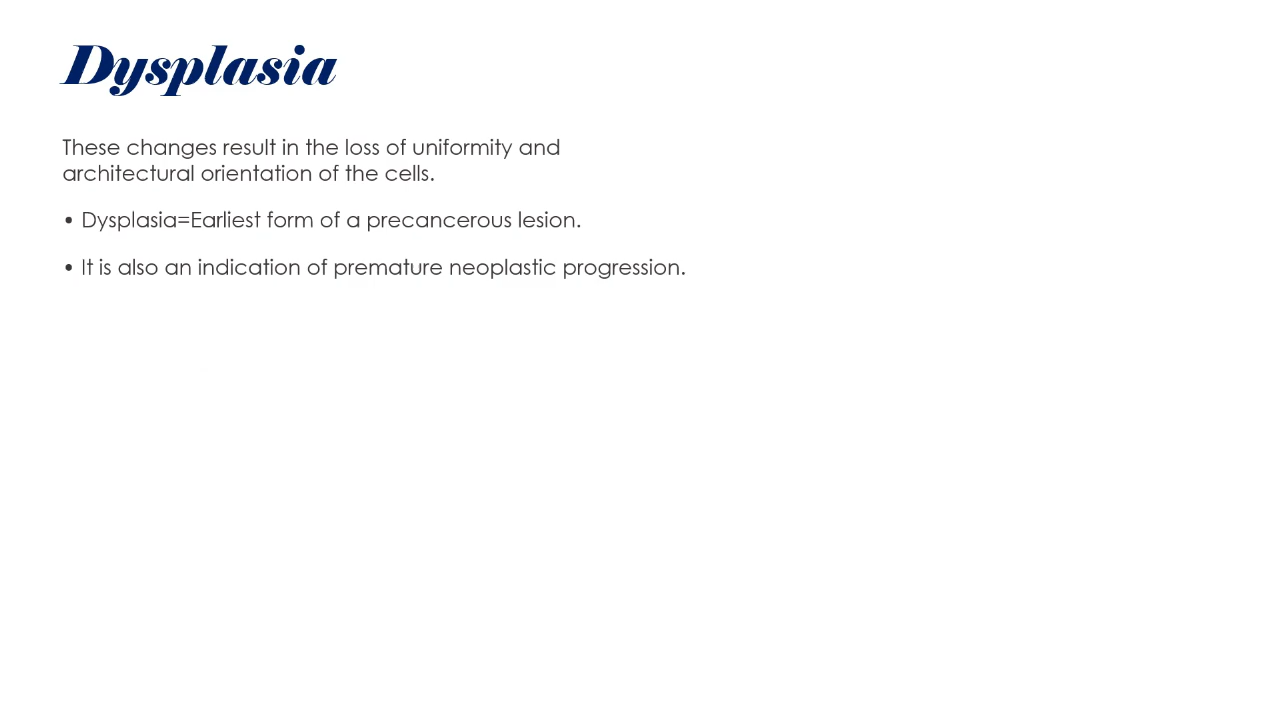 Dysplasia
These changes result in the loss of uniformity and
architectural orientation of the cells.
• Dysplasia=Earliest form of a precancerous lesion.
• It is also an indication of premature neoplastic progression.